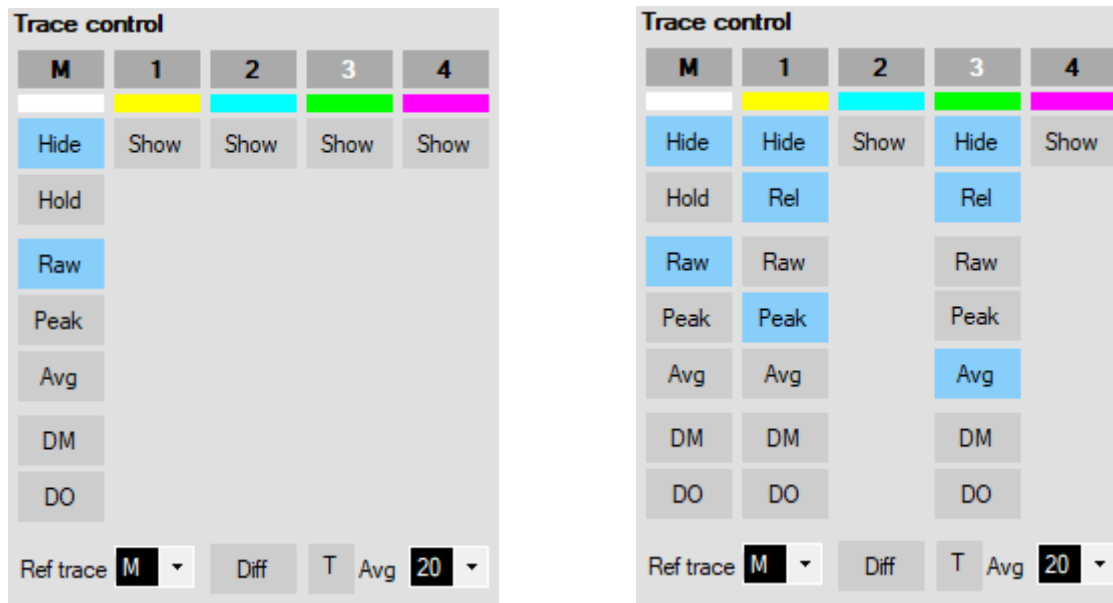 Trace control
M 1 2 3 4
Hide Show Show Show Show
Hold
Raw
Peak
Avg
DM
DO
Ref trace M Diff T Avg 20
Trace control
M 1 2 3 4
Hide Hide Show Hide Show
Hold Rel Rel
Raw Raw Raw
Peak Peak Peak
Avg Avg Avg
DM DM DM
DO DO DO
Ref trace M Diff T Avg 20